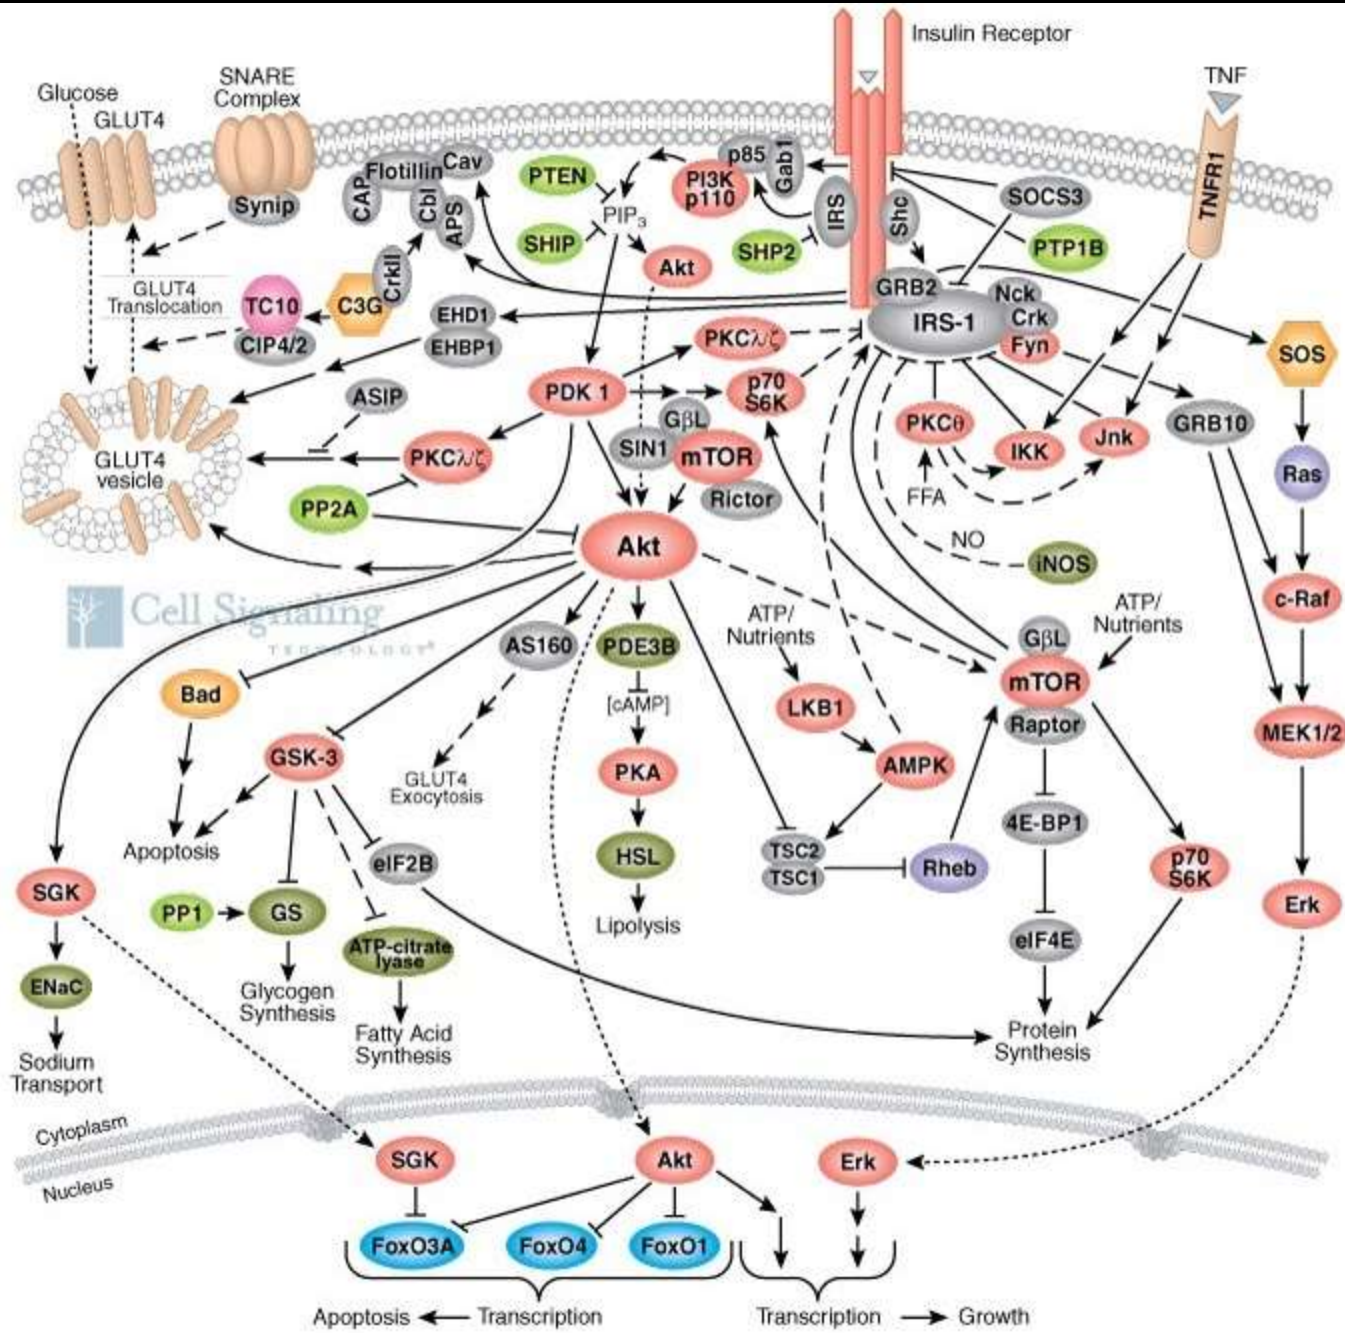 Insulin Receptor
Glucose
GLUT4
SNARE
Complex
TNF
TNFR1
Synip
Flotillin
Cav
CAP
Cbl
APS
CrkII
PTEN
SHIP
PIP3
p85
Gab1
PI3K
p110
IRS
Shc
SHP2
SOCS3
PTP1B
Akt
GLUT4
Translocation
TC10
C3G
CIP4/2
EHD1
EHBP1
GRB2
IRS-1
Nck
Crk
Fyn
SOS
PKCλ/ζ
p70
S6K
PDK 1
ASIP
GβL
SIN1
mTOR
Rictor
PKCθ
IKK
Jnk
GRB10
Ras
FFA
GLUT4
vesicle
PKCλ/ζ
PP2A
Akt
NO
iNOS
c-Raf
Cell Signaling
TECHNOLOGY®
AS160
PDE3B
ATP/
Nutrients
ATP/
Nutrients
GβL
mTOR
Raptor
Bad
[cAMP]
LKB1
MEK1/2
GSK-3
GLUT4
Exocytosis
PKA
AMPK
4E-BP1
Apoptosis
eIF2B
HSL
TSC2
TSC1
Rheb
p70
S6K
SGK
PP1
GS
Lipolysis
Erk
ATP-citrate
lyase
eIF4E
ENaC
Glycogen
Synthesis
Fatty Acid
Synthesis
Protein
Synthesis
Sodium
Transport
Cytoplasm
Nucleus
SGK
Akt
Erk
FoxO3A
FoxO4
FoxO1
Apoptosis
Transcription
Transcription
Growth